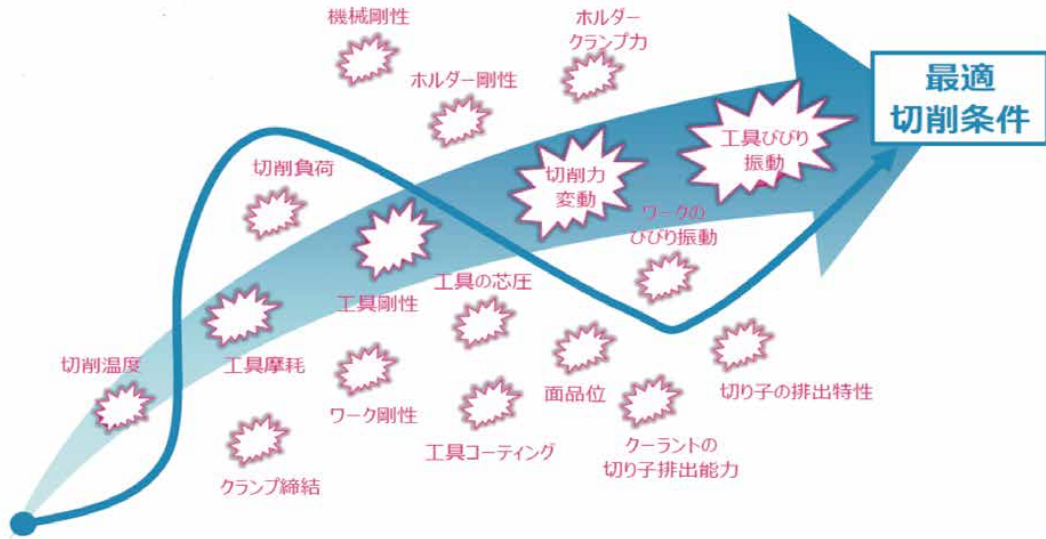 機械剛性
ホルダー
クランプ力
ホルダー剛性
最適
切削条件
工具びびり
振動
切削負荷
切削力
変動
ワークの
びびり振動
工具の芯圧
工具剛性
切削温度
工具摩耗
ワーク剛性
面品位
切り子の排出特性
工具コーティング
クーラントの
切り子排出能力
クランプ締結